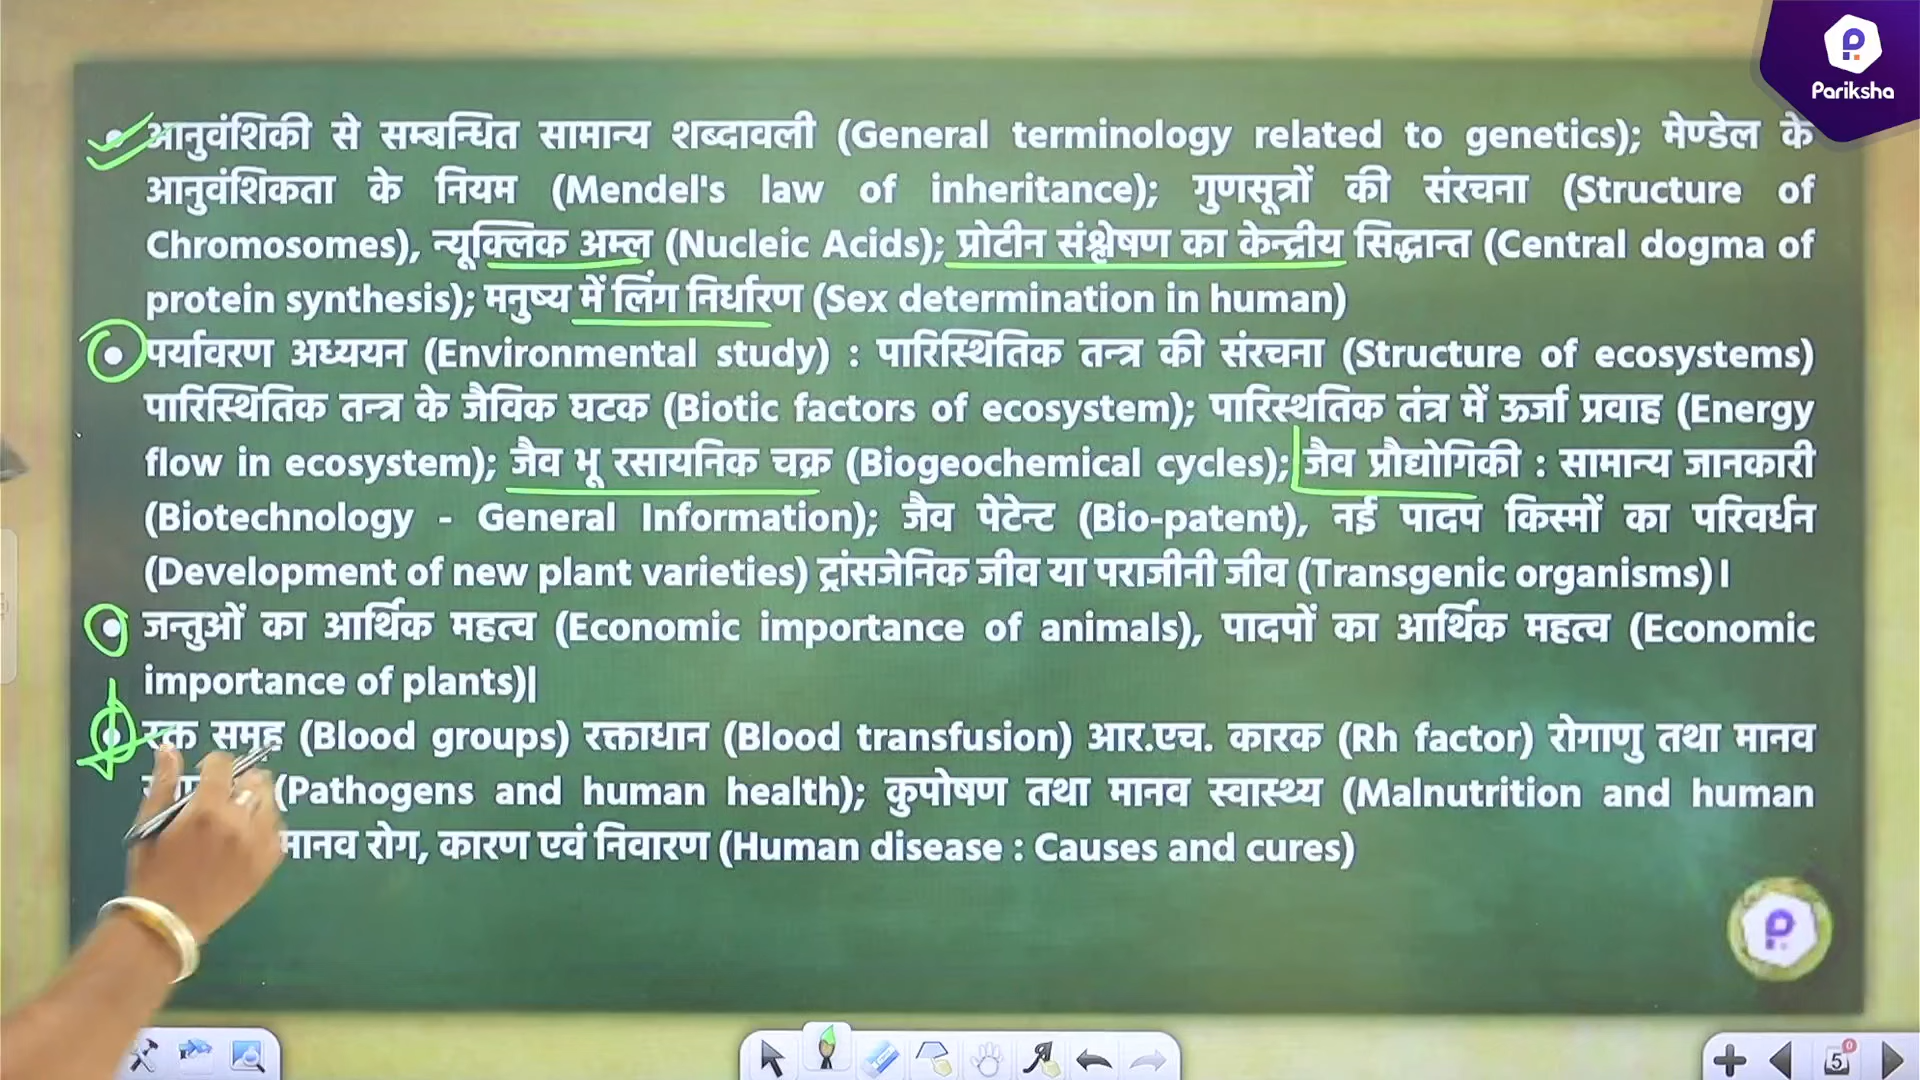 Pariksha
आनुवंशिकी से सम्बन्धित सामान्य शब्दावली (General terminology related to genetics); मेण्डेल के
आनुवंशिकता के नियम (Mendel's law of inheritance); गुणसूत्रों की संरचना (Structure of
Chromosomes), न्यूक्लिक अम्ल (Nucleic Acids); प्रोटीन संश्लेषण का केन्द्रीय सिद्धान्त (Central dogma of
protein synthesis); मनुष्य में लिंग निर्धारण (Sex determination in human)
पर्यावरण अध्ययन (Environmental study) : पारिस्थितिक तन्त्र की संरचना (Structure of ecosystems)
पारिस्थितिक तन्त्र के जैविक घटक (Biotic factors of ecosystem); पारिस्थतिक तंत्र में ऊर्जा प्रवाह (Energy
flow in ecosystem); जैव भू रसायनिक चक्र (Biogeochemical cycles); जैव प्रौद्योगिकी : सामान्य जानकारी
(Biotechnology - General Information); जैव पेटेन्ट (Bio-patent), नई पादप किस्मों का परिवर्धन
(Development of new plant varieties) ट्रांसजेनिक जीव या पराजीनी जीव (Transgenic organisms)।
जन्तुओं का आर्थिक महत्व (Economic importance of animals), पादपों का आर्थिक महत्व (Economic
importance of plants)|
रक्त समूह (Blood groups) रक्ताधान (Blood transfusion) आर.एच. कारक (Rh factor) रोगाणु तथा मानव
(Pathogens and human health); कुपोषण तथा मानव स्वास्थ्य (Malnutrition and human
मानव रोग, कारण एवं निवारण (Human disease : Causes and cures)
5
0